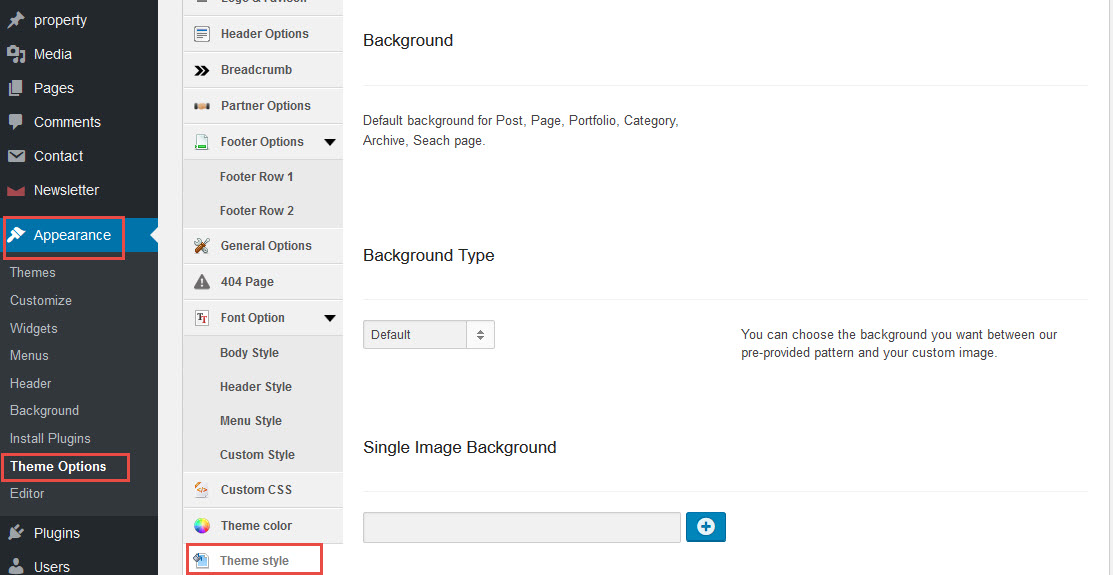 property
Media
Pages
Comments
Contact
Newsletter
Appearance
Themes
Customize
Widgets
Menus
Header
Background
Install Plugins
Theme Options
Editor
Plugins
Users
Header Options
Breadcrumb
Partner Options
Footer Options
Footer Row 1
Footer Row 2
General Options
404 Page
Font Option
Body Style
Header Style
Menu Style
Custom Style
Custom CSS
Theme color
Theme style
Background
Default background for Post, Page, Portfolio, Category,
Archive, Seach page.
Background Type
Default
You can choose the background you want between our
pre-provided pattern and your custom image.
Single Image Background